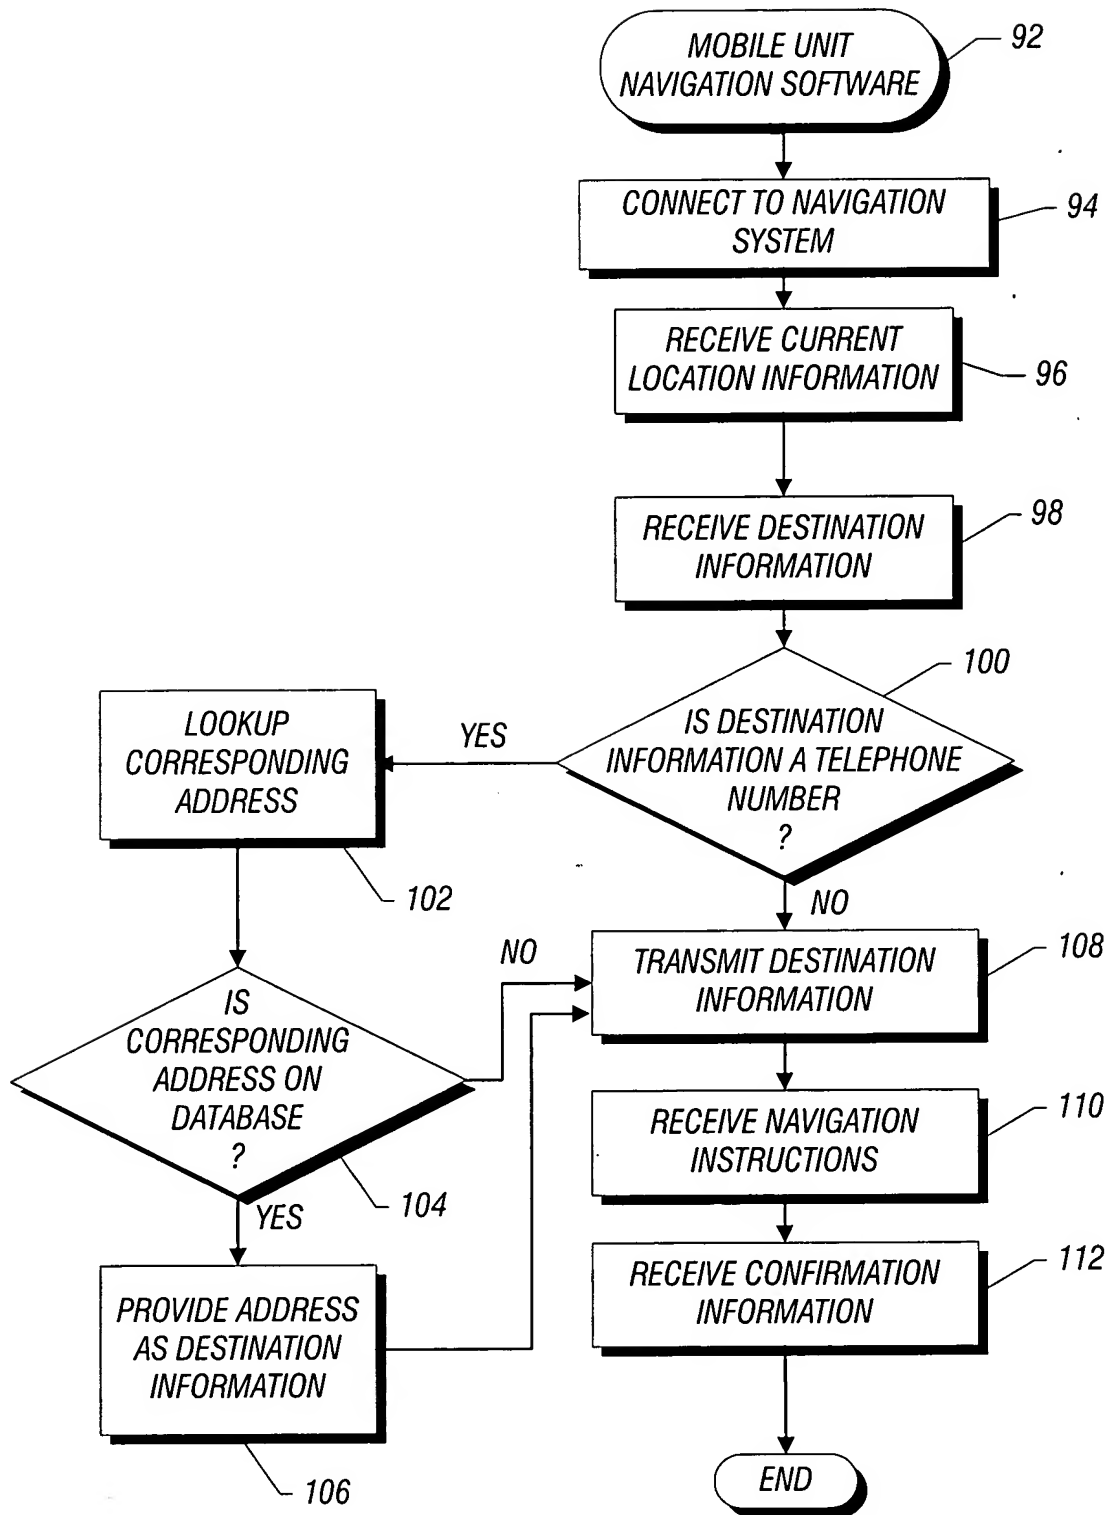 MOBILE UNIT
NAVIGATION SOFTWARE
92
CONNECT TO NAVIGATION
SYSTEM
94
RECEIVE CURRENT
LOCATION INFORMATION
96
RECEIVE DESTINATION
INFORMATION
98
IS DESTINATION
INFORMATION A TELEPHONE
NUMBER
?
100
YES
LOOKUP
CORRESPONDING
ADDRESS
102
NO
IS
CORRESPONDING
ADDRESS ON
DATABASE
?
104
NO
YES
PROVIDE ADDRESS
AS DESTINATION
INFORMATION
106
TRANSMIT DESTINATION
INFORMATION
108
RECEIVE NAVIGATION
INSTRUCTIONS
110
RECEIVE CONFIRMATION
INFORMATION
112
END